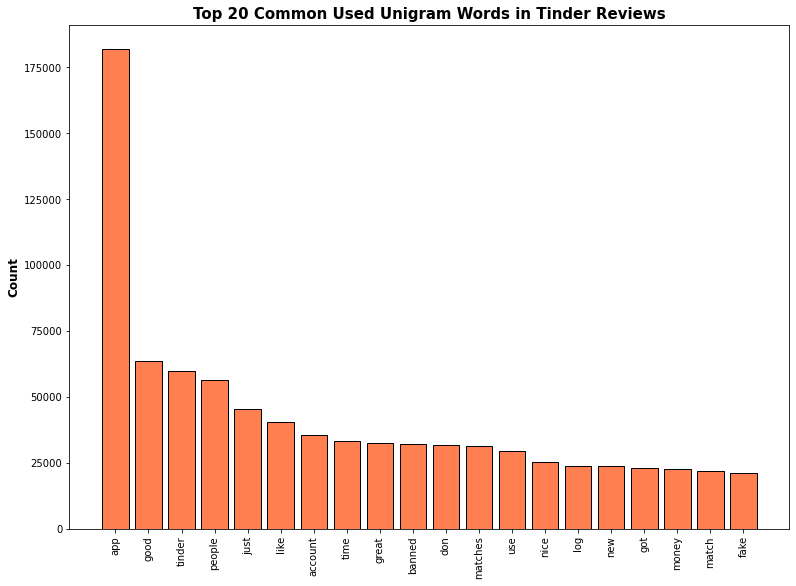 Top 20 Common Used Unigram Words in Tinder Reviews
Count
175000
150000
125000
100000
75000
50000
25000
0
app
good
tinder
people
just
like
account
time
great
banned
don
matches
use
nice
log
new
got
money
match
fake